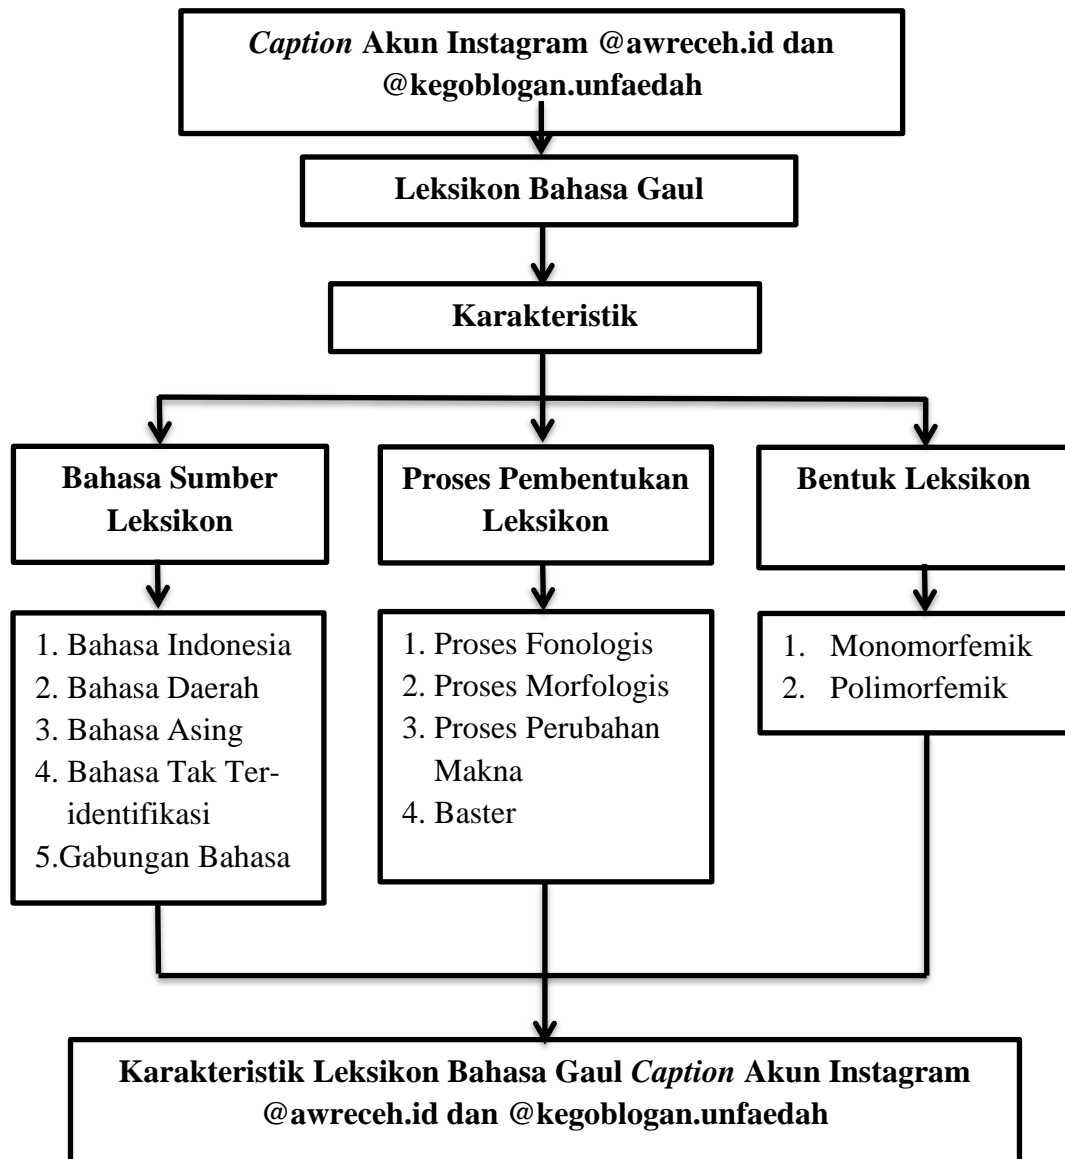 Caption Akun Instagram @awreceh.id dan
@kegoblogan.unfaedah
Leksikon Bahasa Gaul
Karakteristik
Bahasa Sumber
Leksikon
Proses Pembentukan
Leksikon
Bentuk Leksikon
1. Bahasa Indonesia
2. Bahasa Daerah
3. Bahasa Asing
4. Bahasa Tak Ter-
identifikasi
5.Gabungan Bahasa
1. Proses Fonologis
2. Proses Morfologis
3. Proses Perubahan
Makna
4. Baster
1. Monomorfemik
2. Polimorfemik
Karakteristik Leksikon Bahasa Gaul Caption Akun Instagram
@awreceh.id dan @kegoblogan.unfaedah